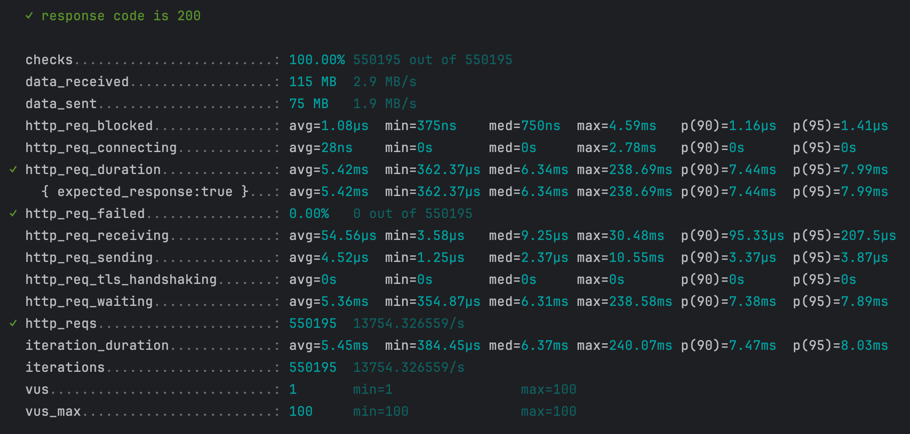 ✓ response code is 200
checks.........................: 100.00% 550195 out of 550195
data_received..................: 115 MB 2.9 MB/s
data_sent......................: 75 MB 1.9 MB/s
http_req_blocked...............: avg=1.08µs min=375ns med=750ns max=4.59ms p(90)=1.16µs p(95)=1.41µs
http_req_connecting............: avg=28ns min=0s med=0s max=2.78ms p(90)=0s p(95)=0s
✓ http_req_duration..............: avg=5.42ms min=362.37µs med=6.34ms max=238.69ms p(90)=7.44ms p(95)=7.99ms
{ expected_response:true }...: avg=5.42ms min=362.37µs med=6.34ms max=238.69ms p(90)=7.44ms p(95)=7.99ms
✓ http_req_failed................: 0.00% 0 out of 550195
http_req_receiving.............: avg=54.56µs min=3.58µs med=9.25µs max=30.48ms p(90)=95.33µs p(95)=207.5µs
http_req_sending...............: avg=4.52µs min=1.25µs med=2.37µs max=10.55ms p(90)=3.37µs p(95)=3.87µs
http_req_tls_handshaking.......: avg=0s min=0s med=0s max=0s p(90)=0s p(95)=0s
http_req_waiting...............: avg=5.36ms min=354.87µs med=6.31ms max=238.58ms p(90)=7.38ms p(95)=7.89ms
✓ http_reqs......................: 550195 13754.326559/s
iteration_duration.............: avg=5.45ms min=384.45µs med=6.37ms max=240.07ms p(90)=7.47ms p(95)=8.03ms
iterations.....................: 550195 13754.326559/s
vus............................: 1 min=1 max=100
vus_max........................: 100 min=100 max=100